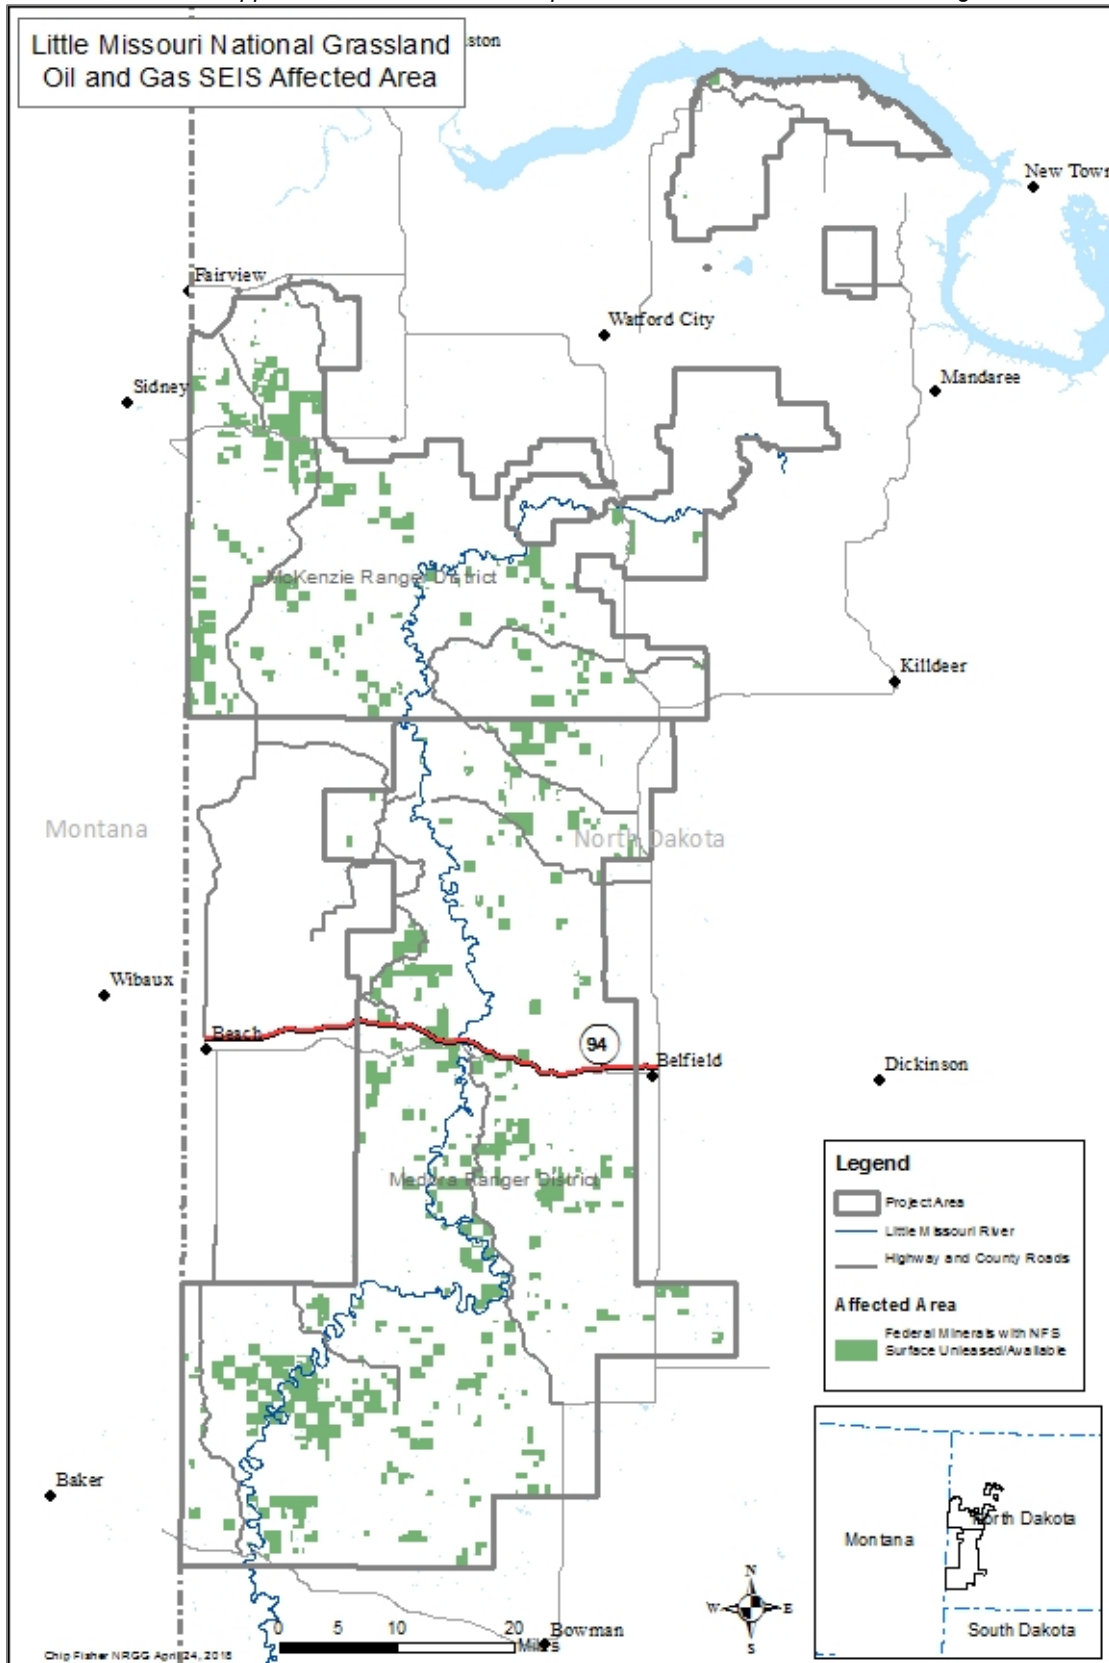 Little Missouri National Grassland
Oil and Gas SEIS Affected Area
iston
New Town
Fairview
Watford City
Sidney
Mandaree
McKenzie Ranger District
Killdeer
Montana
North Dakota
Wibaux
Beach
94
Belfield
Dickinson
Medora Ranger District
Legend
Project Area
Little Missouri River
Highway and County Roads
Affected Area
Federal Minerals with NFS
Surface Unleased/Available
Baker
Montana
North Dakota
South Dakota
N
W
E
S
0 5 10 20
Miles
Bowman
Chip Fisher NRGG April 24, 2018